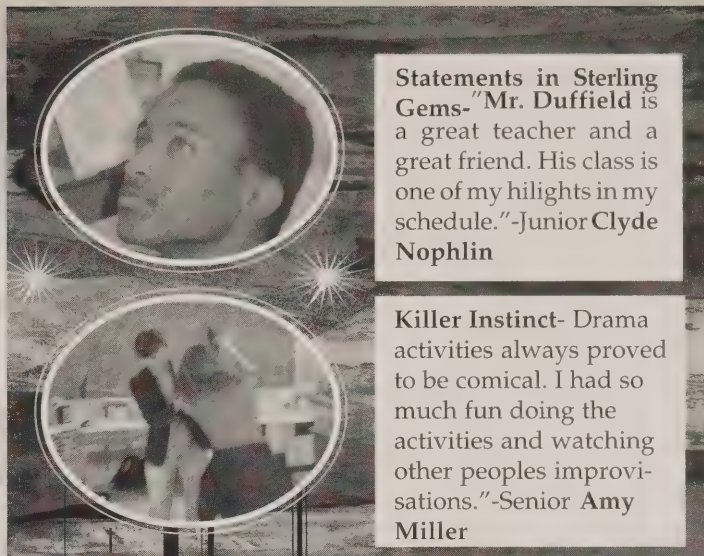 Statements in Sterling
Gems-"Mr. Duffield is
a great teacher and a
great friend. His class is
one of my hilights in my
schedule."-Junior Clyde
Nophlin
Killer Instinct- Drama
activities always proved
to be comical. I had so
much fun doing the
activities and watching
other peoples improvi-
sations."-Senior Amy
Miller